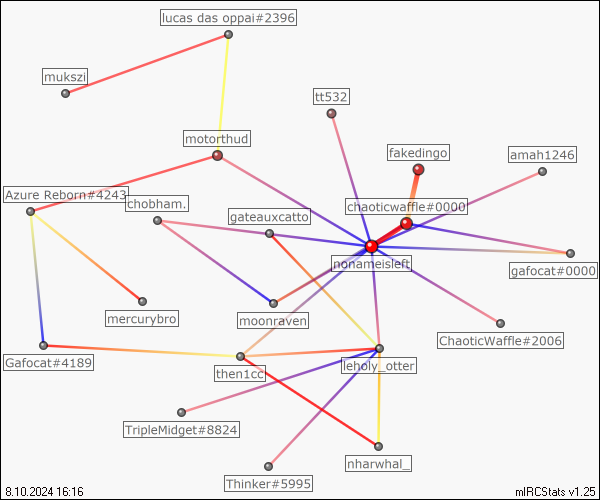 lucas das oppai#2396
mukszi
tt532
motorthud
fakedingo
amah1246
Azure Reborn#4243
chobham.
chaoticwaffle#0000
gateauxcatto
nonameisleft
gafocat#0000
mercurybro
moonraven
ChaoticWaffle#2006
Gafocat#4189
then1cc
leholy_otter
TripleMidget#8824
nharwhal_
Thinker#5995
8.10.2024 16:16
mIRCStats v1.25